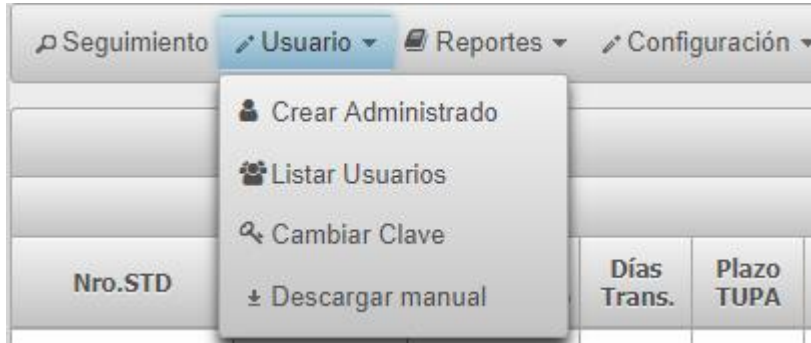 Seguimiento Usuario Reportes Configuración
Crear Administrado
Listar Usuarios
Cambiar Clave
Descargar manual
Nro.STD
Días Trans.
Plazo TUPA